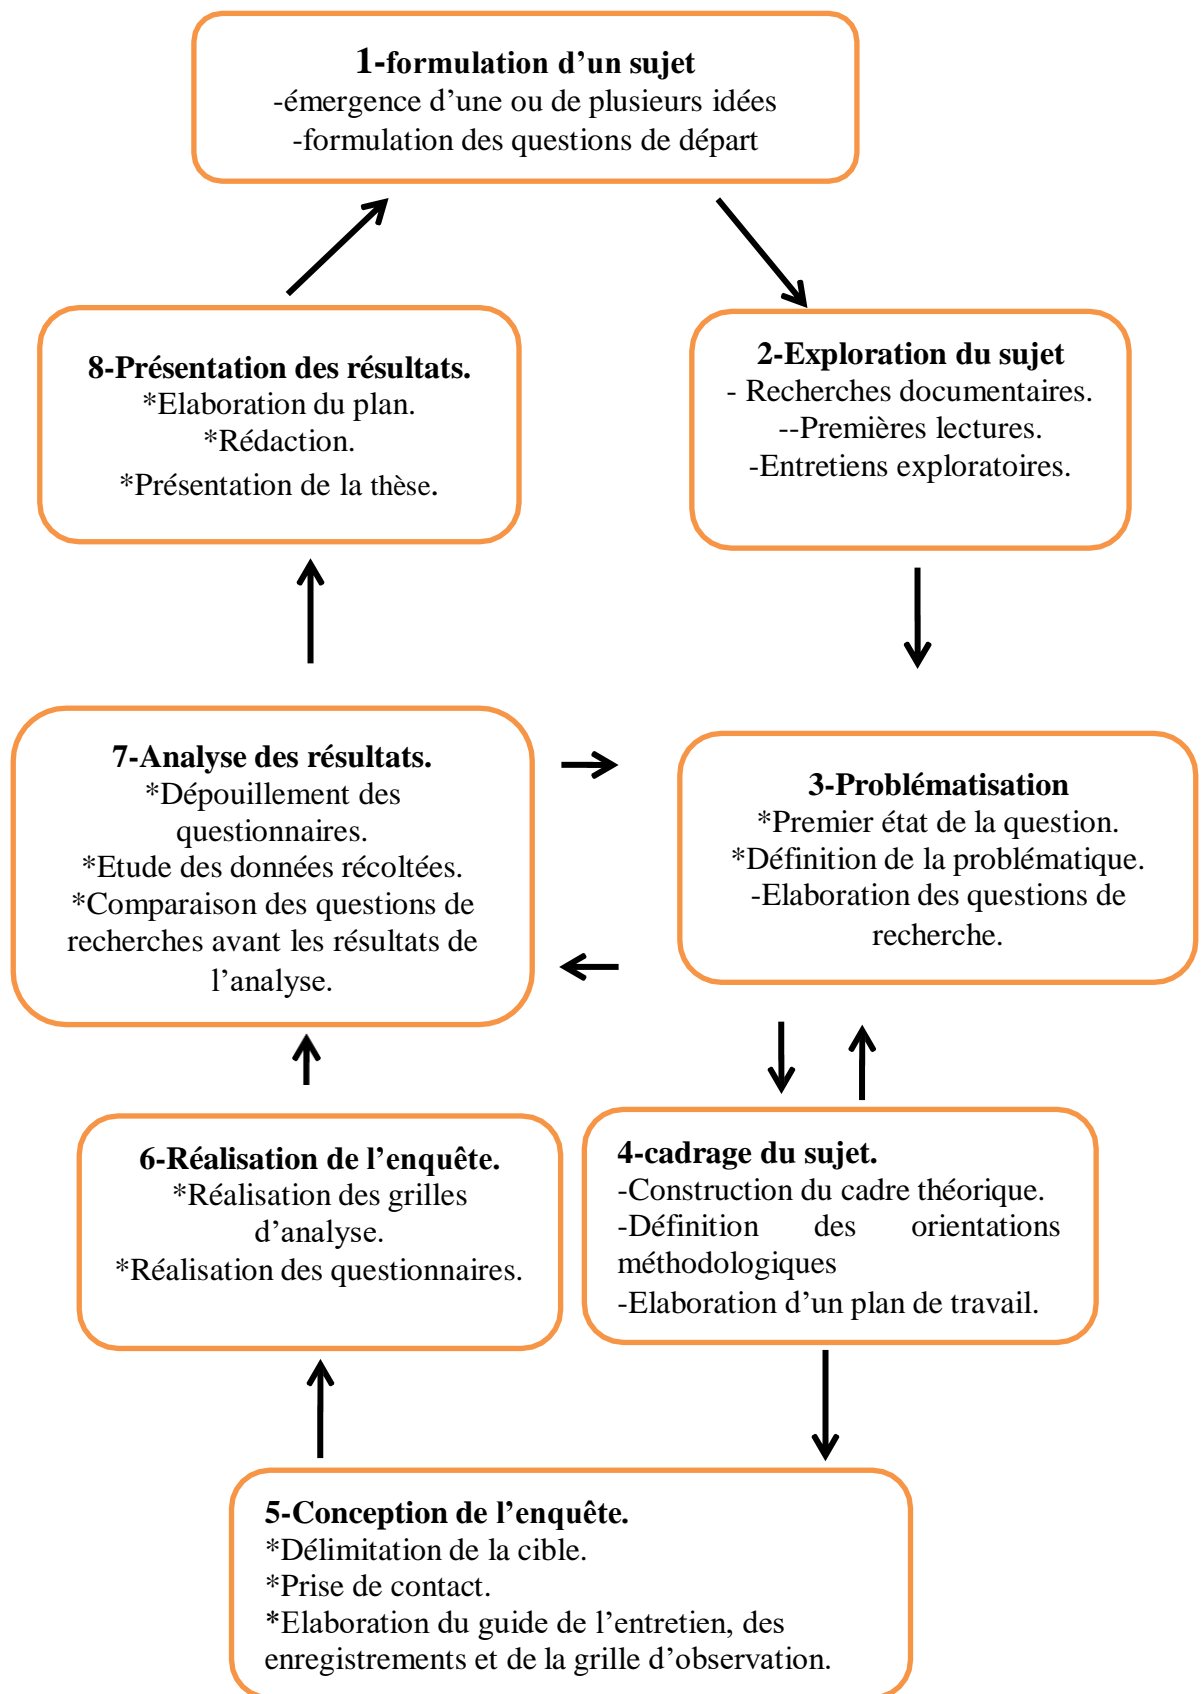 1-formulation d’un sujet
-émergence d’une ou de plusieurs idées
-formulation des questions de départ
2-Exploration du sujet
- Recherches documentaires.
--Premières lectures.
-Entretiens exploratoires.
3-Problématisation
*Premier état de la question.
*Définition de la problématique.
-Elaboration des questions de
recherche.
4-cadrage du sujet.
-Construction du cadre théorique.
-Définition des orientations
méthodologiques
-Elaboration d’un plan de travail.
5-Conception de l’enquête.
*Délimitation de la cible.
*Prise de contact.
*Elaboration du guide de l’entretien, des
enregistrements et de la grille d’observation.
6-Réalisation de l’enquête.
*Réalisation des grilles
d’analyse.
*Réalisation des questionnaires.
7-Analyse des résultats.
*Dépouillement des
questionnaires.
*Etude des données récoltées.
*Comparaison des questions de
recherches avant les résultats de
l’analyse.
8-Présentation des résultats.
*Elaboration du plan.
*Rédaction.
*Présentation de la thèse.